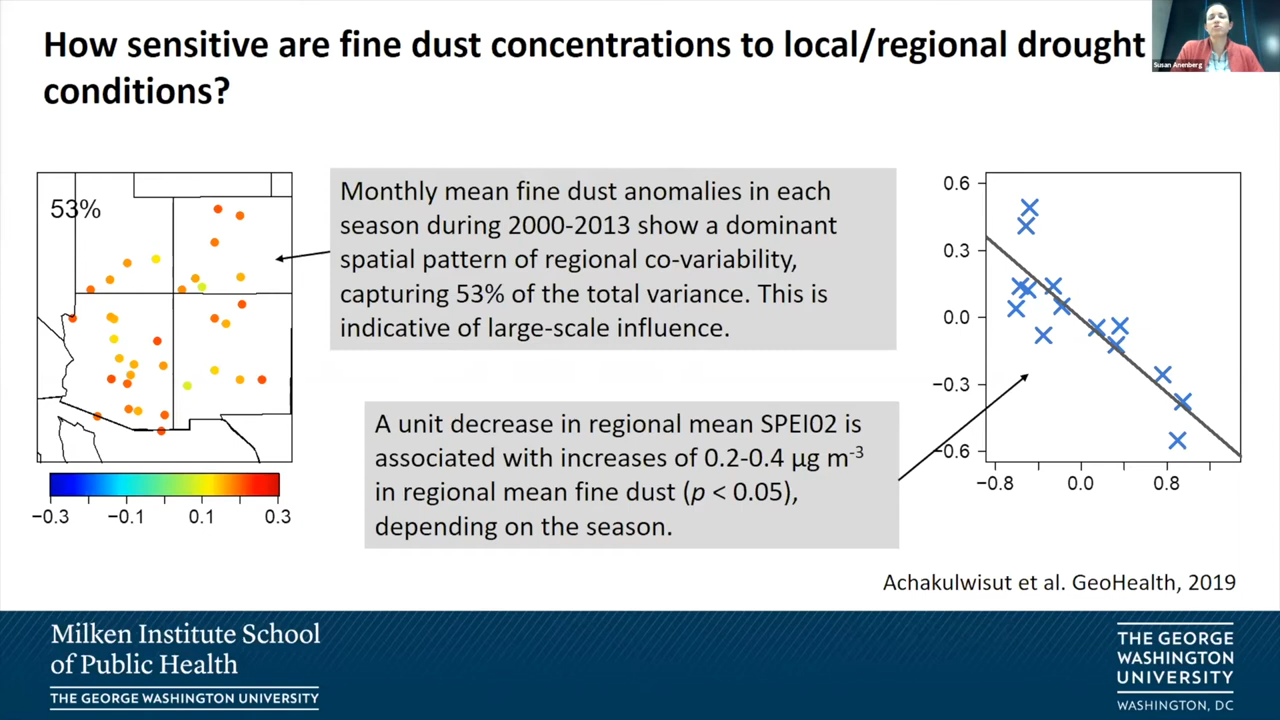 How sensitive are fine dust concentrations to local/regional drought
conditions?
Susan Anenberg
53%
−0.3
−0.1
0.1
0.3
Monthly mean fine dust anomalies in each
season during 2000-2013 show a dominant
spatial pattern of regional co-variability,
capturing 53% of the total variance. This is
indicative of large-scale influence.
A unit decrease in regional mean SPEI02 is
associated with increases of 0.2-0.4 µg m-3
in regional mean fine dust (p < 0.05),
depending on the season.
0.6
0.3
0.0
−0.3
−0.6
−0.8
0.0
0.8
Achakulwisut et al. GeoHealth, 2019
Milken Institute School
of Public Health
THE GEORGE WASHINGTON UNIVERSITY
THE GEORGE
WASHINGTON
UNIVERSITY
WASHINGTON, DC